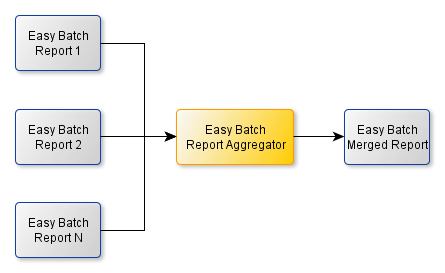 Easy Batch
Report 1
Easy Batch
Report 2
Easy Batch
Report N
Easy Batch
Report Aggregator
Easy Batch
Merged Report